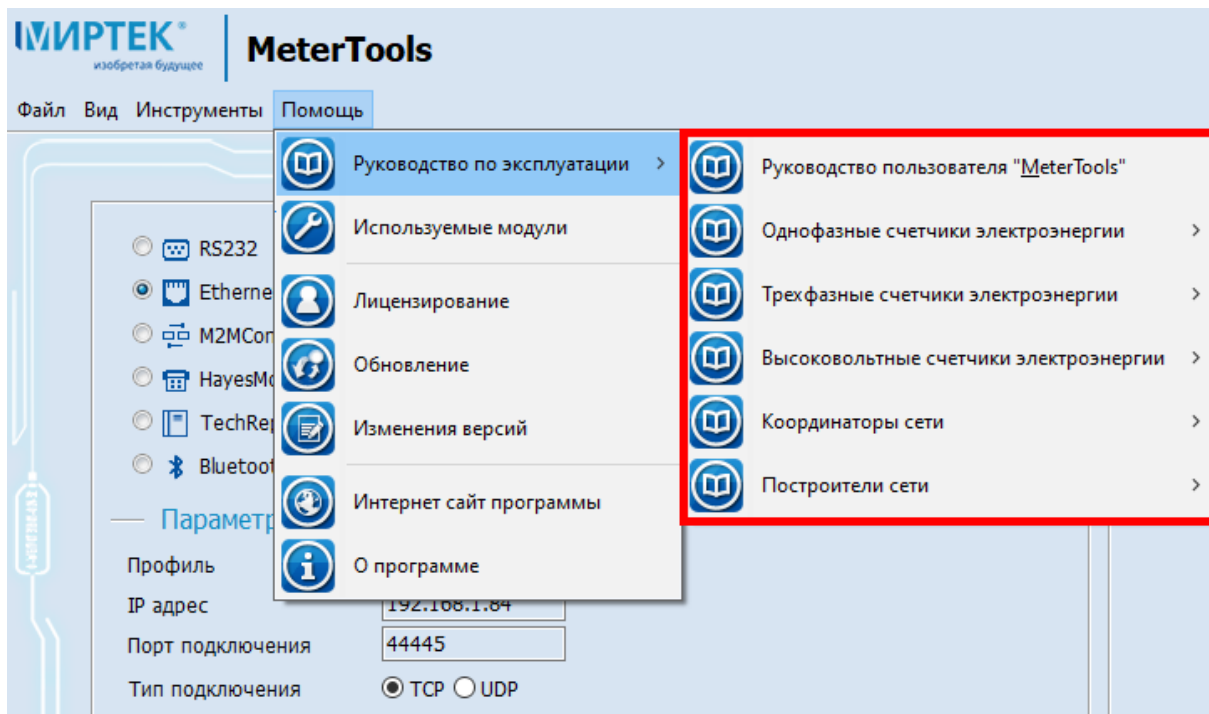 МИРТЕК
изобретая будущее
MeterTools
Файл Вид Инструменты Помощь
Руководство по эксплуатации
Используемые модули
Лицензирование
Обновление
Изменения версий
Интернет сайт программы
О программе
Руководство пользователя "MeterTools"
Однофазные счетчики электроэнергии
Трехфазные счетчики электроэнергии
Высоковольтные счетчики электроэнергии
Координаторы сети
Построители сети
RS232
Etherne
M2MCon
HayesMo
TechRep
Bluetoot
Параметр
Профиль
IP адрес 192.168.1.84
Порт подключения 44445
Тип подключения TCP UDP